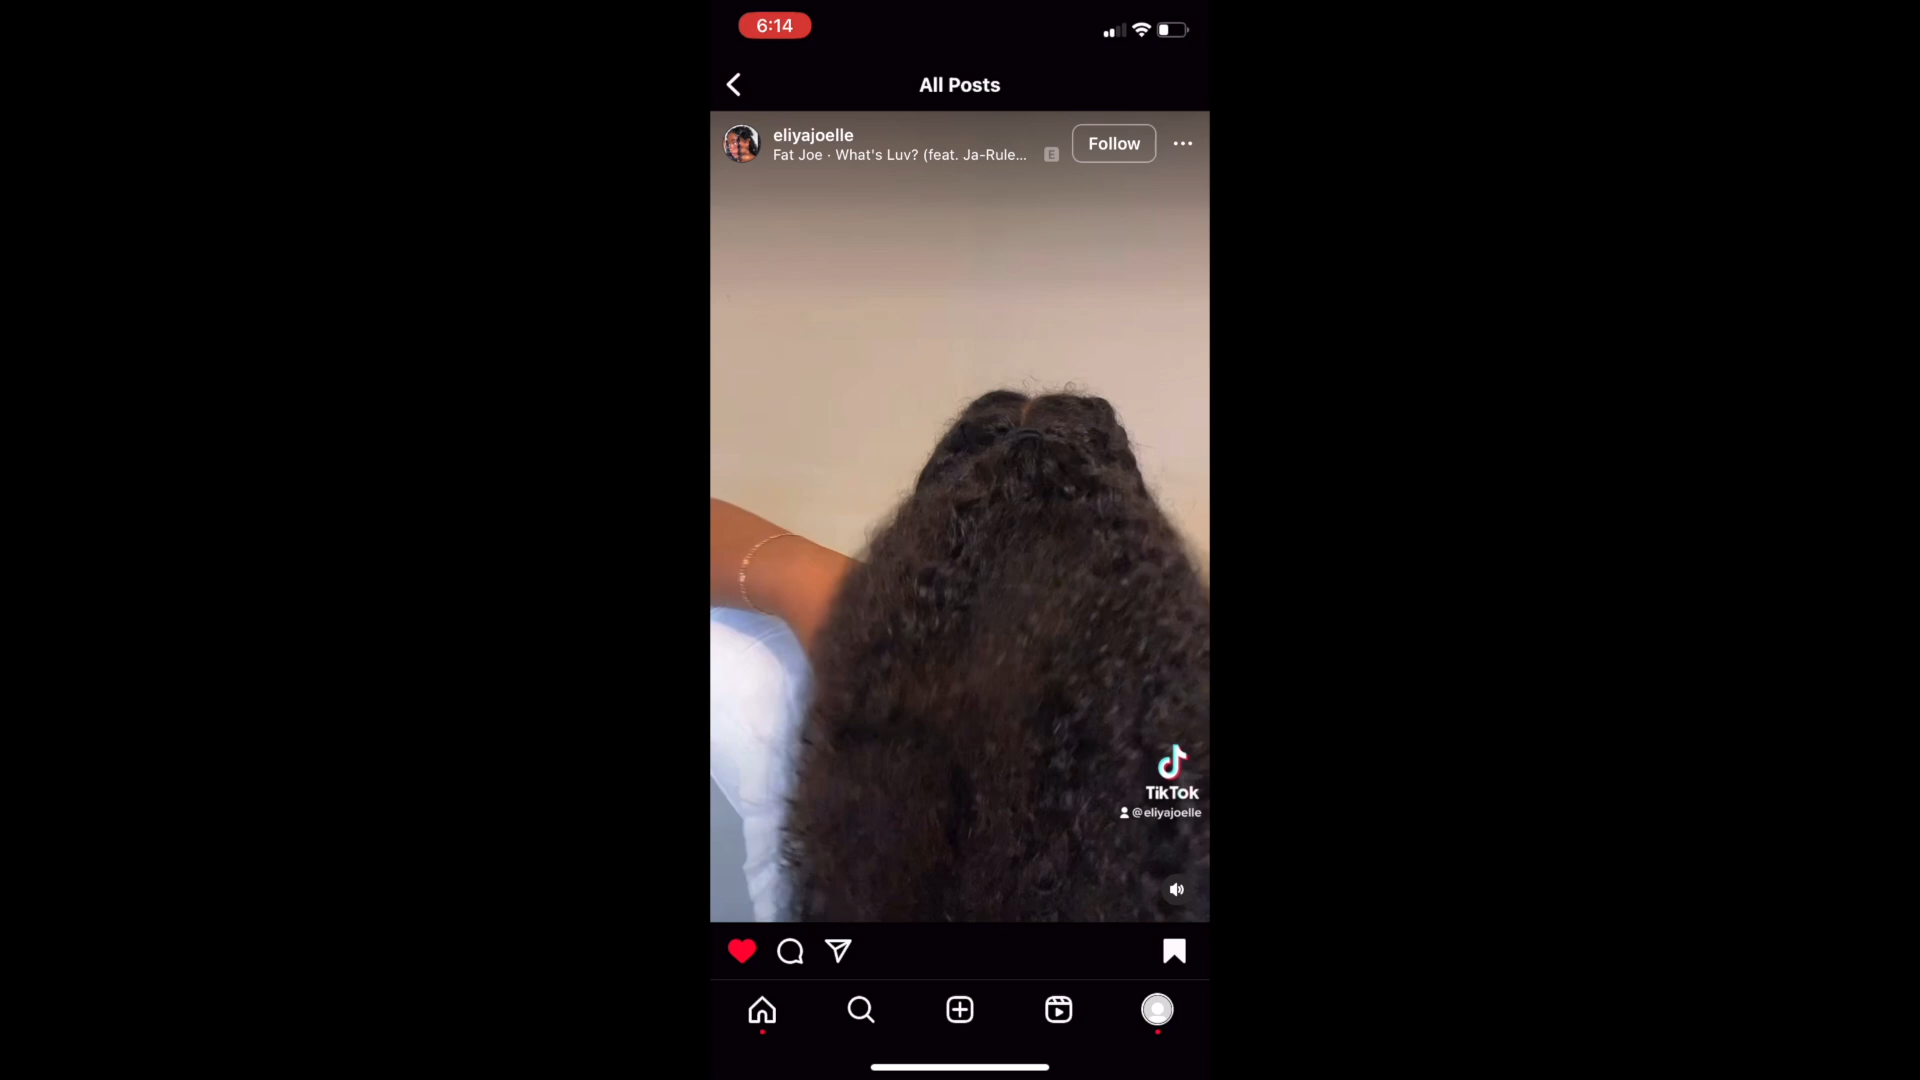 6:14
All Posts
eliyajoelle
Fat Joe · What's Luv? (feat. Ja-Rule...
E
Follow
TikTok
@eliyajoelle